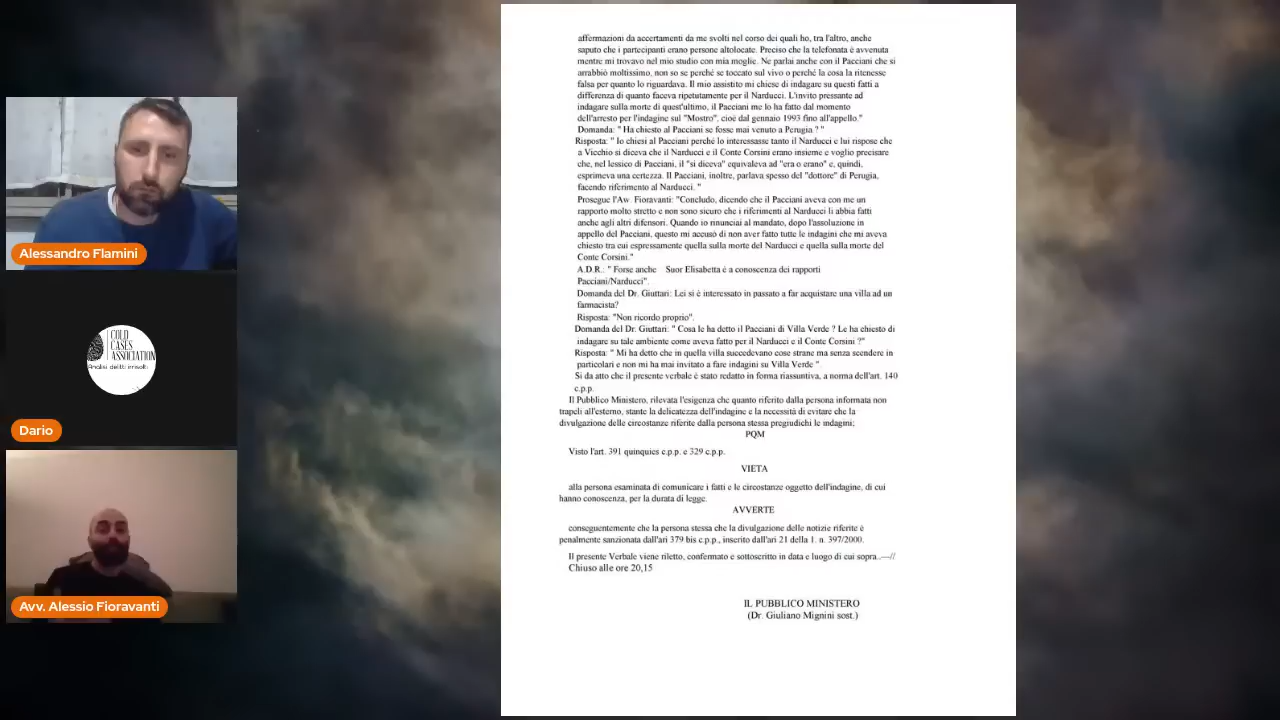 Alessandro Flamini
COLD
CASES
ASSOCIATION
Analisi delitti irrisolti
Dario
Avv. Alessio Fioravanti
affermazioni da accertamenti da me svolti nel corso dei quali ho, tra l'altro, anche
saputo che i partecipanti erano persone altolocate. Preciso che la telefonata è avvenuta
mentre mi trovavo nel mio studio con mia moglie. Ne parlai anche con il Pacciani che si
arrabbiò moltissimo, non so se perché se toccato sul vivo o perché la cosa la ritenesse
falsa per quanto lo riguardava. Il mio assistito mi chiese di indagare su questi fatti a
differenza di quanto faceva ripetutamente per il Narducci. L'invito pressante ad
indagare sulla morte di quest'ultimo, il Pacciani me lo ha fatto dal momento
dell'arresto per l'indagine sul "Mostro", cioè dal gennaio 1993 fino all'appello."
Domanda: " Ha chiesto al Pacciani se fosse mai venuto a Perugia ? "
Risposta: " Io chiesi al Pacciani perché lo interessasse tanto il Narducci e lui rispose che
a Vicchio si diceva che il Narducci e il Conte Corsini erano insieme e voglio precisare
che, nel lessico di Pacciani, il "si diceva" equivaleva ad "era o erano" e, quindi,
esprimeva una certezza. Il Pacciani, inoltre, parlava spesso del "dottore" di Perugia,
facendo riferimento al Narducci. "
Prosegue l'Aw. Fioravanti: "Concludo, dicendo che il Pacciani aveva con me un
rapporto molto stretto e non sono sicuro che i riferimenti al Narducci li abbia fatti
anche agli altri difensori. Quando io rinunciai al mandato, dopo l'assoluzione in
appello del Pacciani, questo mi accusò di non aver fatto tutte le indagini che mi aveva
chiesto tra cui espressamente quella sulla morte del Narducci e quella sulla morte del
Conte Corsini."
A.D.R.: " Forse anche Suor Elisabetta è a conoscenza dei rapporti
Pacciani/Narducci".
Domanda del Dr. Giuttari: Lei si è interessato in passato a far acquistare una villa ad un
farmacista?
Risposta: "Non ricordo proprio".
Domanda del Dr. Giuttari: " Cosa le ha detto il Pacciani di Villa Verde ? Le ha chiesto di
indagare su tale ambiente come aveva fatto per il Narducci e il Conte Corsini ?"
Risposta: " Mi ha detto che in quella villa succedevano cose strane ma senza scendere in
particolari e non mi ha mai invitato a fare indagini su Villa Verde ".
Si da atto che il presente verbale è stato redatto in forma riassuntiva, a norma dell'art. 140
c.p.p.
Il Pubblico Ministero, rilevata l'esigenza che quanto riferito dalla persona informata non
trapeli all'esterno, stante la delicatezza dell'indagine e la necessità di evitare che la
divulgazione delle circostanze riferite dalla persona stessa pregiudichi le indagini;
PQM
Visto l'art. 391 quinquies c.p.p. e 329 c.p.p.
VIETA
alla persona esaminata di comunicare i fatti e le circostanze oggetto dell'indagine, di cui
hanno conoscenza, per la durata di legge.
AVVERTE
conseguentemente che la persona stessa che la divulgazione delle notizie riferite è
penalmente sanzionata dall'ari 379 bis c.p.p., inserito dall'ari 21 della 1. n. 397/2000.
Il presente Verbale viene riletto, confermato e sottoscritto in data e luogo di cui sopra..—//
Chiuso alle ore 20,15
IL PUBBLICO MINISTERO
(Dr. Giuliano Mignini sost.)